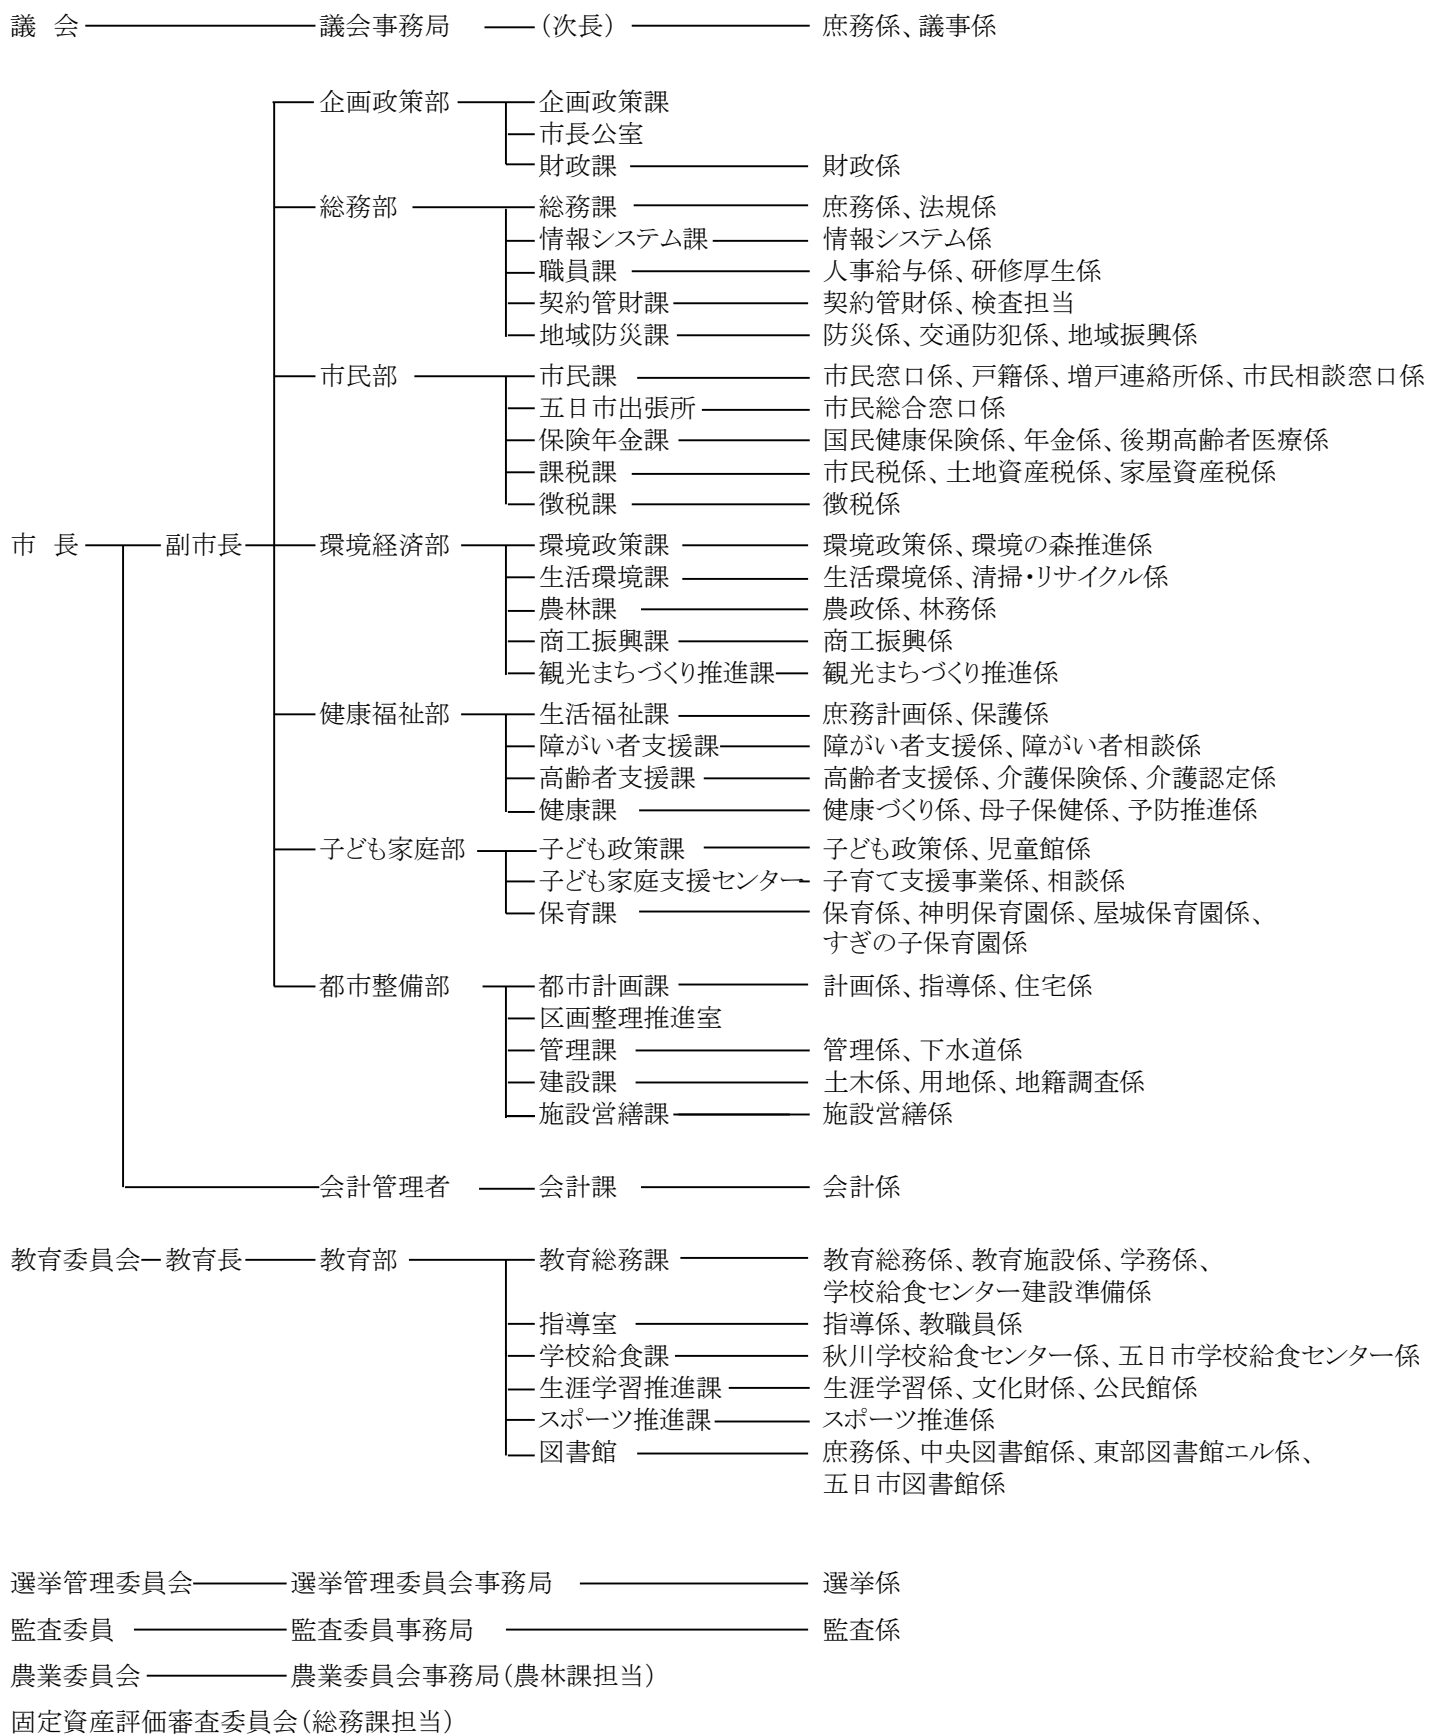 議 会 議会事務局 （次長） 庶務係、議事係
企画政策部 企画政策課
市長公室
財政課 財政係
総務部 総務課 庶務係、法規係
情報システム課 情報システム係
職員課 人事給与係、研修厚生係
契約管財課 契約管財係、検査担当
地域防災課 防災係、交通防犯係、地域振興係
市民部 市民課 市民窓口係、戸籍係、増戸連絡所係、市民相談窓口係
五日市出張所 市民総合窓口係
保険年金課 国民健康保険係、年金係、後期高齢者医療係
課税課 市民税係、土地資産税係、家屋資産税係
徴税課 徴税係
市 長 副市長 環境経済部 環境政策課 環境政策係、環境の森推進係
生活環境課 生活環境係、清掃・リサイクル係
農林課 農政係、林務係
商工振興課 商工振興係
観光まちづくり推進課 観光まちづくり推進係
健康福祉部 生活福祉課 庶務計画係、保護係
障がい者支援課 障がい者支援係、障がい者相談係
高齢者支援課 高齢者支援係、介護保険係、介護認定係
健康課 健康づくり係、母子保健係、予防推進係
子ども家庭部 子ども政策課 子ども政策係、児童館係
子ども家庭支援センター 子育て支援事業係、相談係
保育課 保育係、神明保育園係、屋城保育園係、
すぎの子保育園係
都市整備部 都市計画課 計画係、指導係、住宅係
区画整理推進室
管理課 管理係、下水道係
建設課 土木係、用地係、地籍調査係
施設営繕課 施設営繕係
会計管理者 会計課 会計係
教育委員会 教育長 教育部 教育総務課 教育総務係、教育施設係、学務係、
学校給食センター建設準備係
指導室 指導係、教職員係
学校給食課 秋川学校給食センター係、五日市学校給食センター係
生涯学習推進課 生涯学習係、文化財係、公民館係
スポーツ推進課 スポーツ推進係
図書館 庶務係、中央図書館係、東部図書館エル係、
五日市図書館係
選挙管理委員会 選挙管理委員会事務局 選挙係
監査委員 監査委員事務局 監査係
農業委員会 農業委員会事務局（農林課担当）
固定資産評価審査委員会（総務課担当）